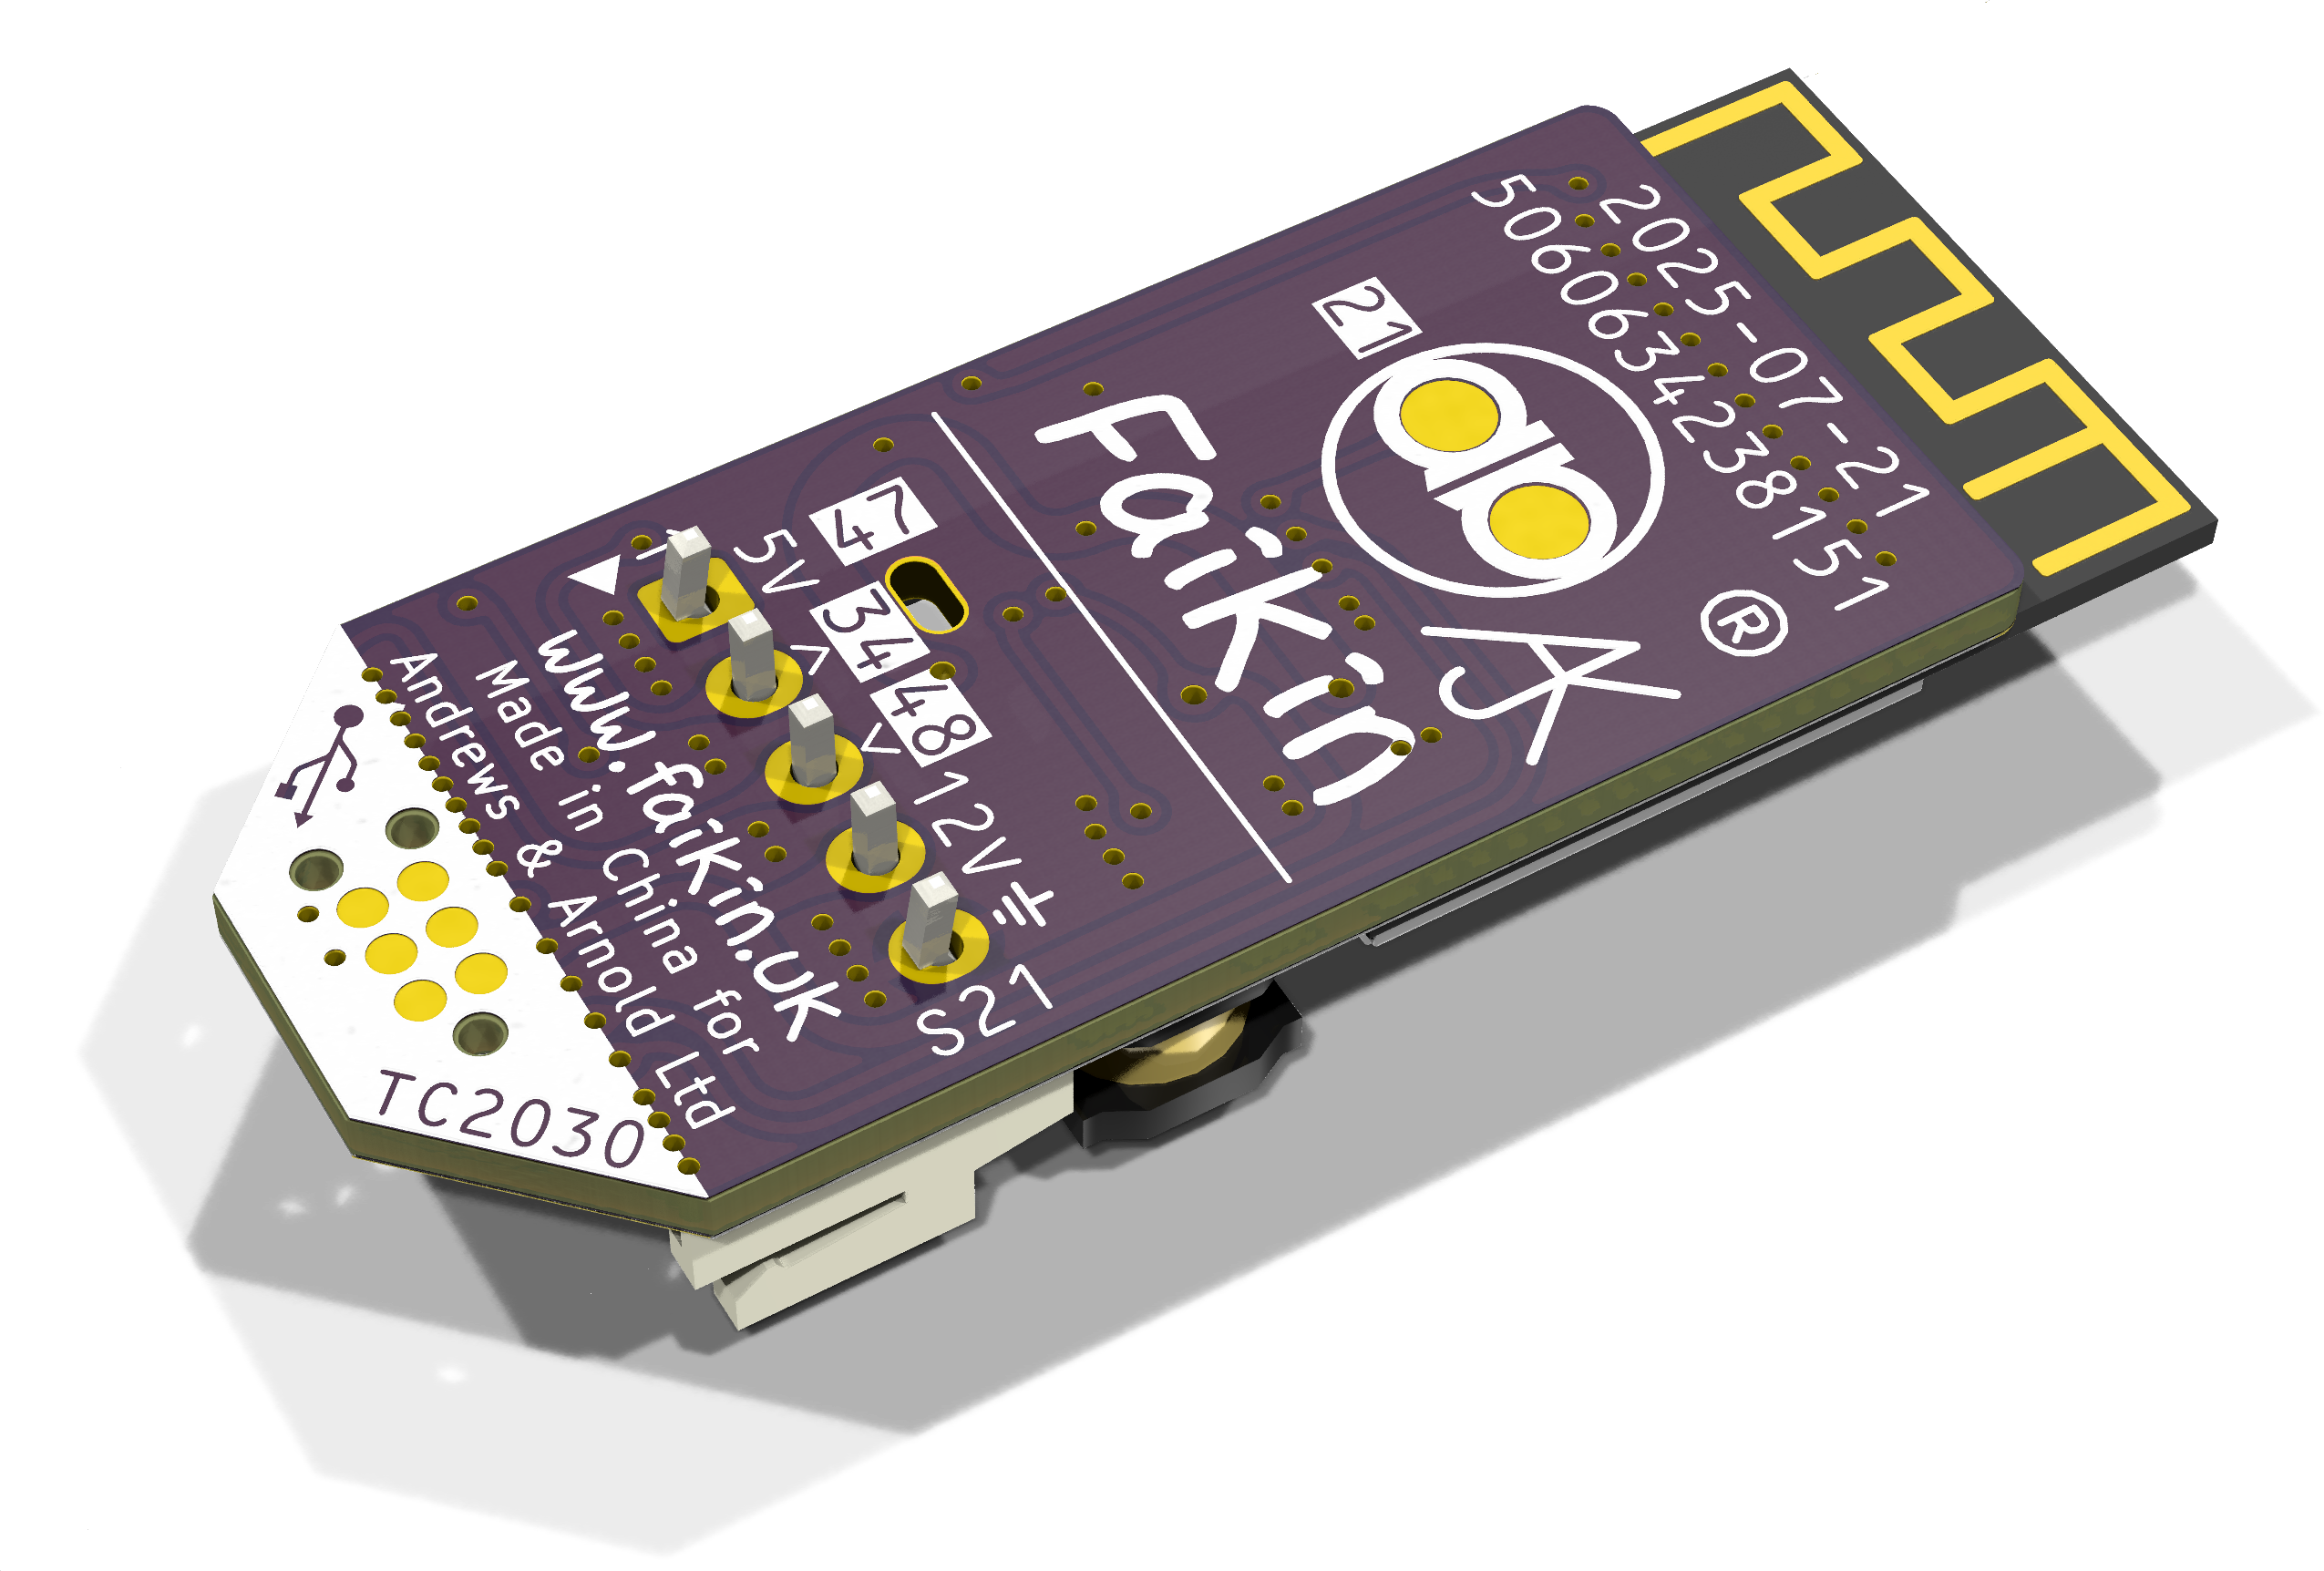 2025-07-21
5060634238151
21
®
Faikin
47
34
48
5V
>
<
12V
S21
www.faikin.uk
Made in China for
Andrews & Arnold Ltd
TC2030